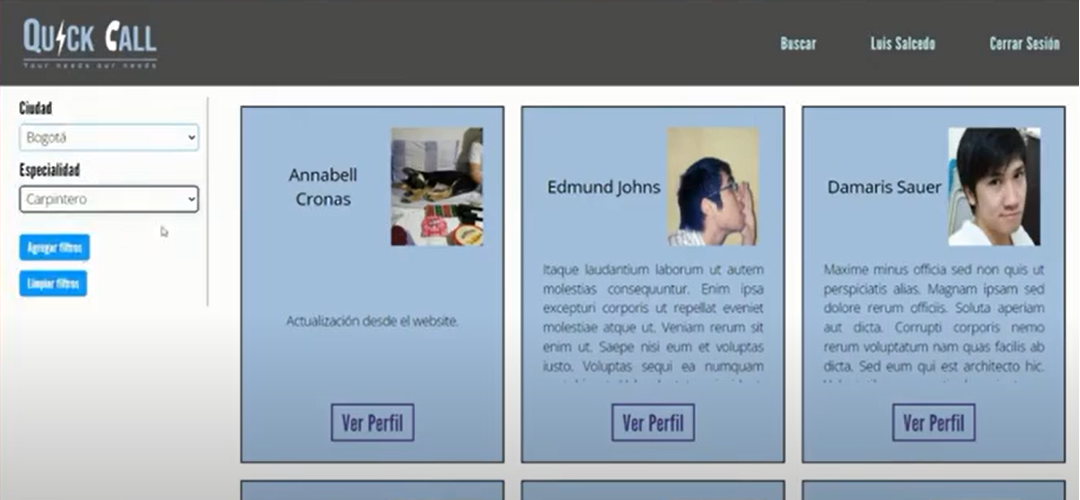 QUICK CALL
Your needs our needs
Buscar
Luis Salcedo
Cerrar Sesión
Ciudad
Bogotá
Especialidad
Carpintero
Agregar filtros
Limpiar filtros
Annabell
Cronas
Actualización desde el website.
Ver Perfil
Edmund Johns
Itaque laudantium laborum ut autem
molestias consequuntur. Enim ipsa
excepturi corporis ut repellat eveniet
molestiae atque ut. Veniam rerum sit
enim ut. Saepe nisi eum et voluptas
iusto. Voluptas sequi ea numquam
Ver Perfil
Damaris Sauer
Maxime minus officia sed non quis ut
perspiciatis alias. Magnam ipsam sed
dolore rerum officiis. Soluta aperiam
aut dicta. Corrupti corporis nemo
rerum voluptatum nam quas facilis ab
dicta. Sed eum qui est architecto hic.
Ver Perfil